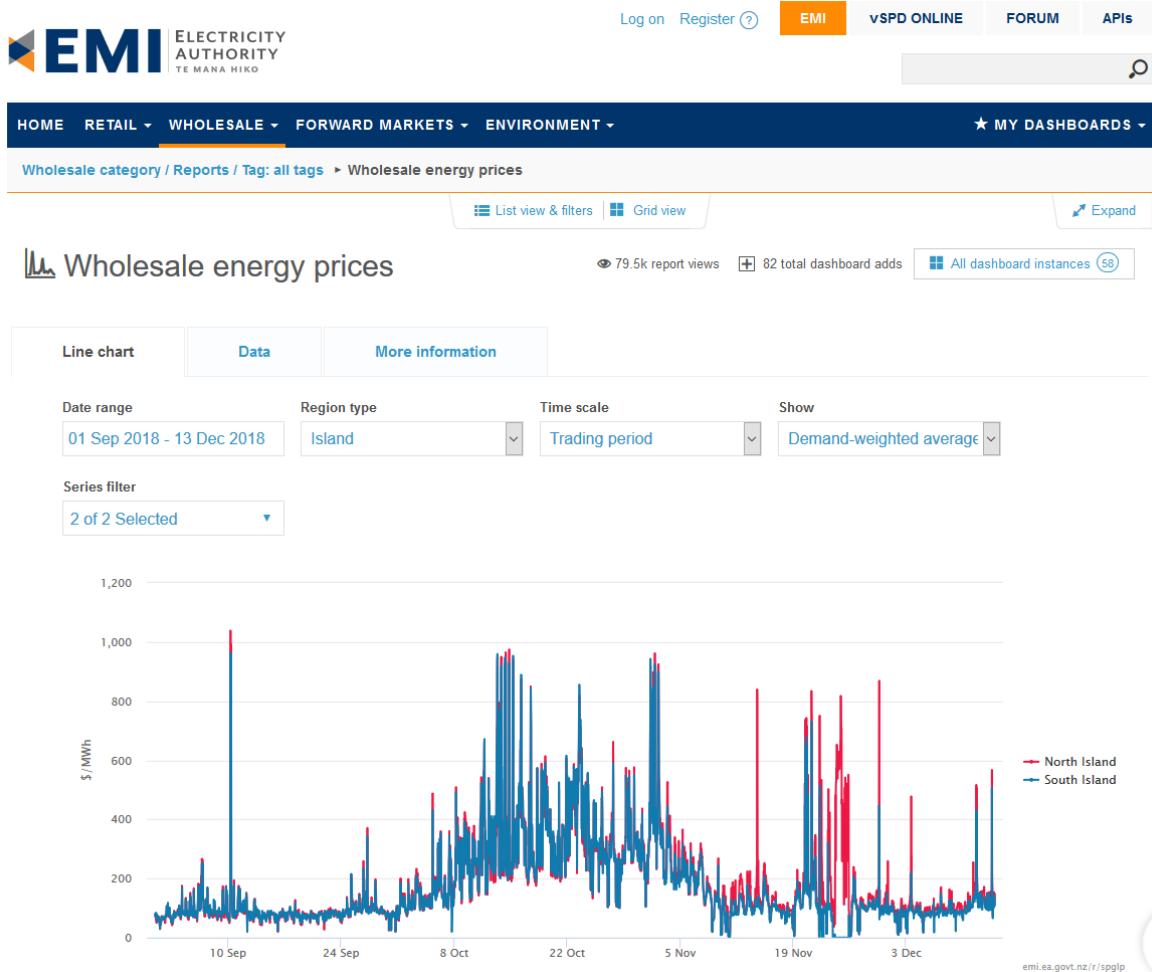 Log on Register ? EMI vSPD ONLINE FORUM APIs
EMI ELECTRICITY
AUTHORITY
TE MANA HIKO
HOME RETAIL WHOLESALE FORWARD MARKETS ENVIRONMENT ★ MY DASHBOARDS
Wholesale category / Reports / Tag: all tags ▸ Wholesale energy prices
List view & filters Grid view Expand
Wholesale energy prices 79.5k report views 82 total dashboard adds All dashboard instances 58
Line chart Data More information
Date range Region type Time scale Show
01 Sep 2018 - 13 Dec 2018 Island Trading period Demand-weighted average
Series filter
2 of 2 Selected
1,200
1,000
800
600
400
200
0
$/MWh
North Island
South Island
10 Sep 24 Sep 8 Oct 22 Oct 5 Nov 19 Nov 3 Dec
emi.ea.govt.nz/r/spglp